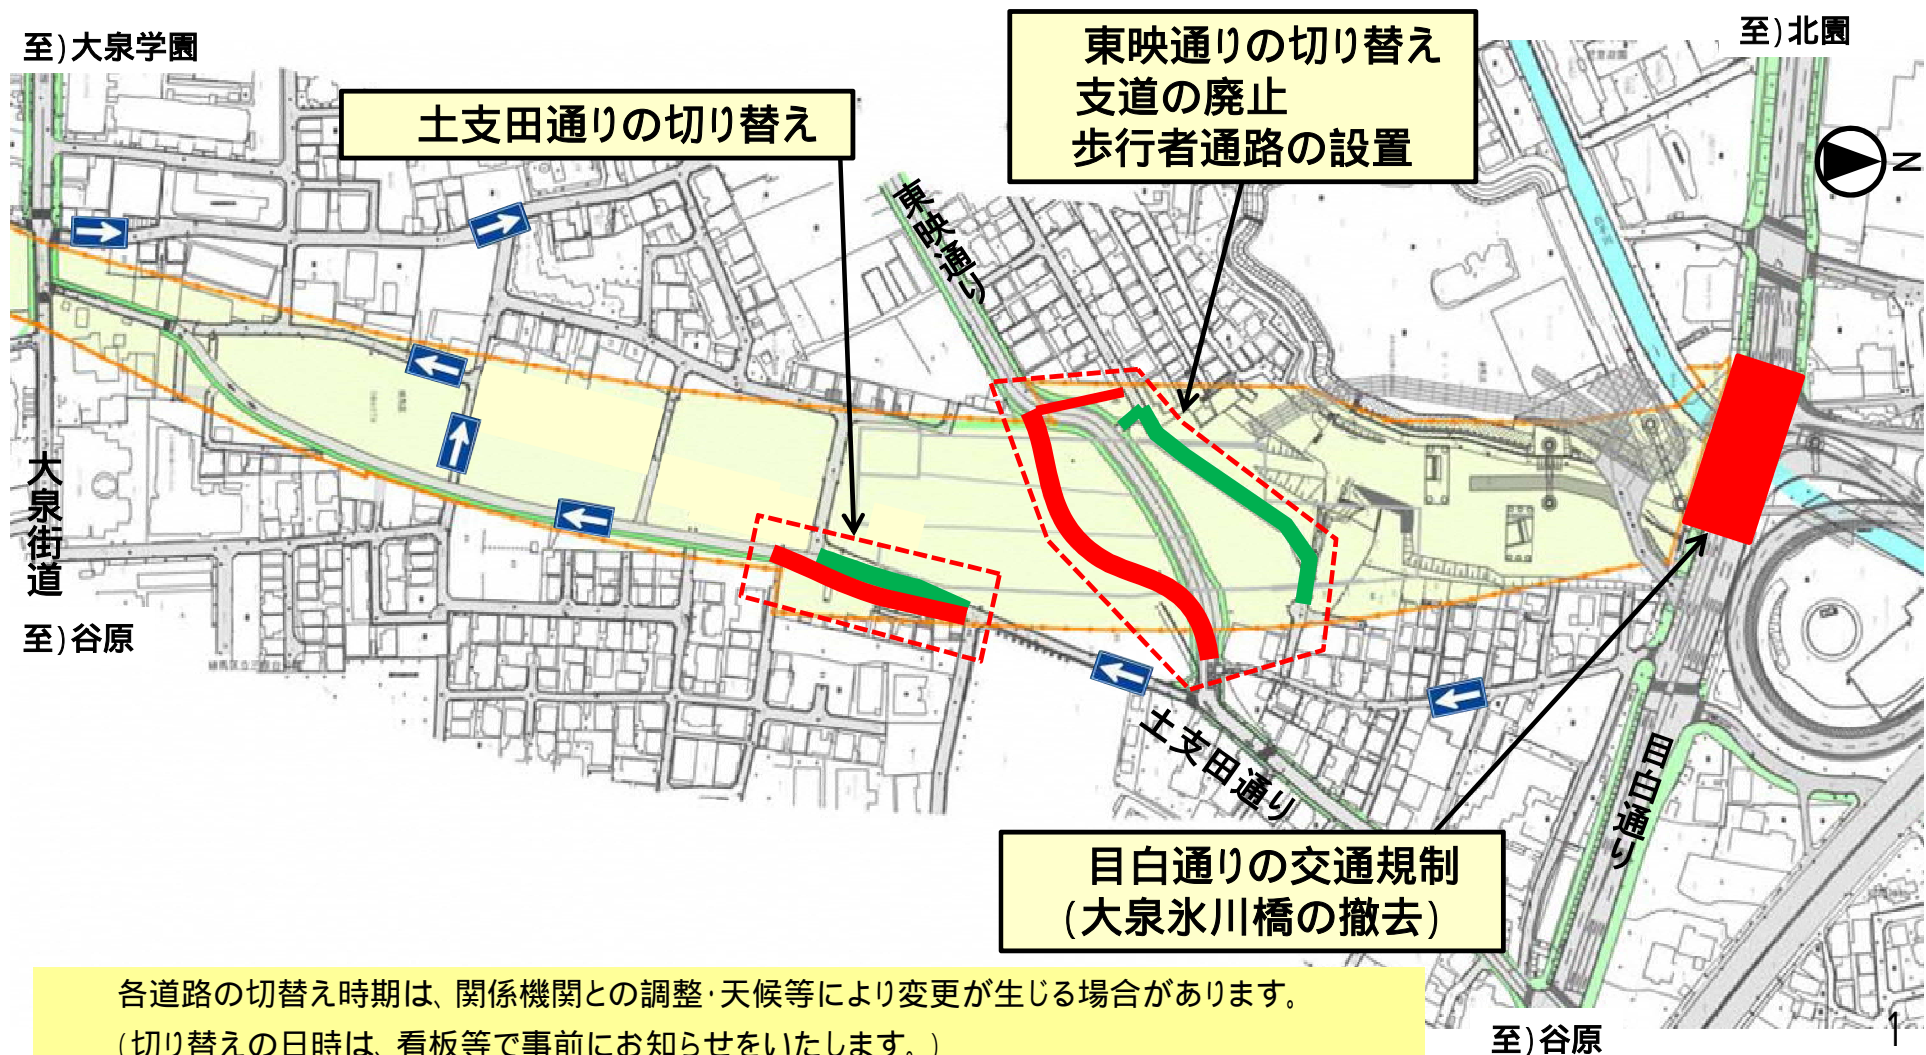 至)大泉学園
東映通りの切り替え
支道の廃止
歩行者通路の設置
至)北園
土支田通りの切り替え
N
東映通り
大泉街道
至)谷原
土支田通り
目白通り
目白通りの交通規制
(大泉氷川橋の撤去)
各道路の切替え時期は、関係機関との調整・天候等により変更が生じる場合があります。
(切り替えの日時は、看板等で事前にお知らせをいたします。)
至)谷原
1